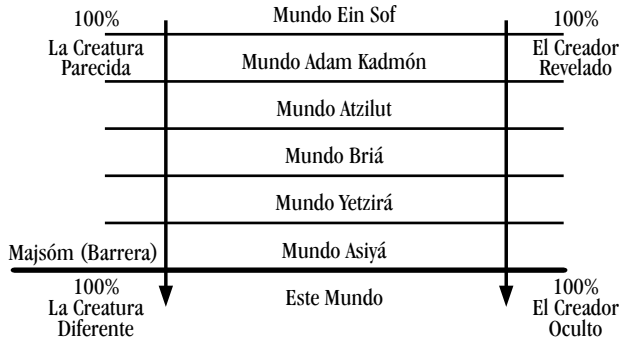 100%
La Creatura
Parecida
Mundo Ein Sof
100%
El Creador
Revelado
Mundo Adam Kadmón
Mundo Atzilut
Mundo Briá
Mundo Yetzirá
Majsóm (Barrera)
Mundo Asiyá
100%
La Creatura
Diferente
Este Mundo
100%
El Creador
Oculto